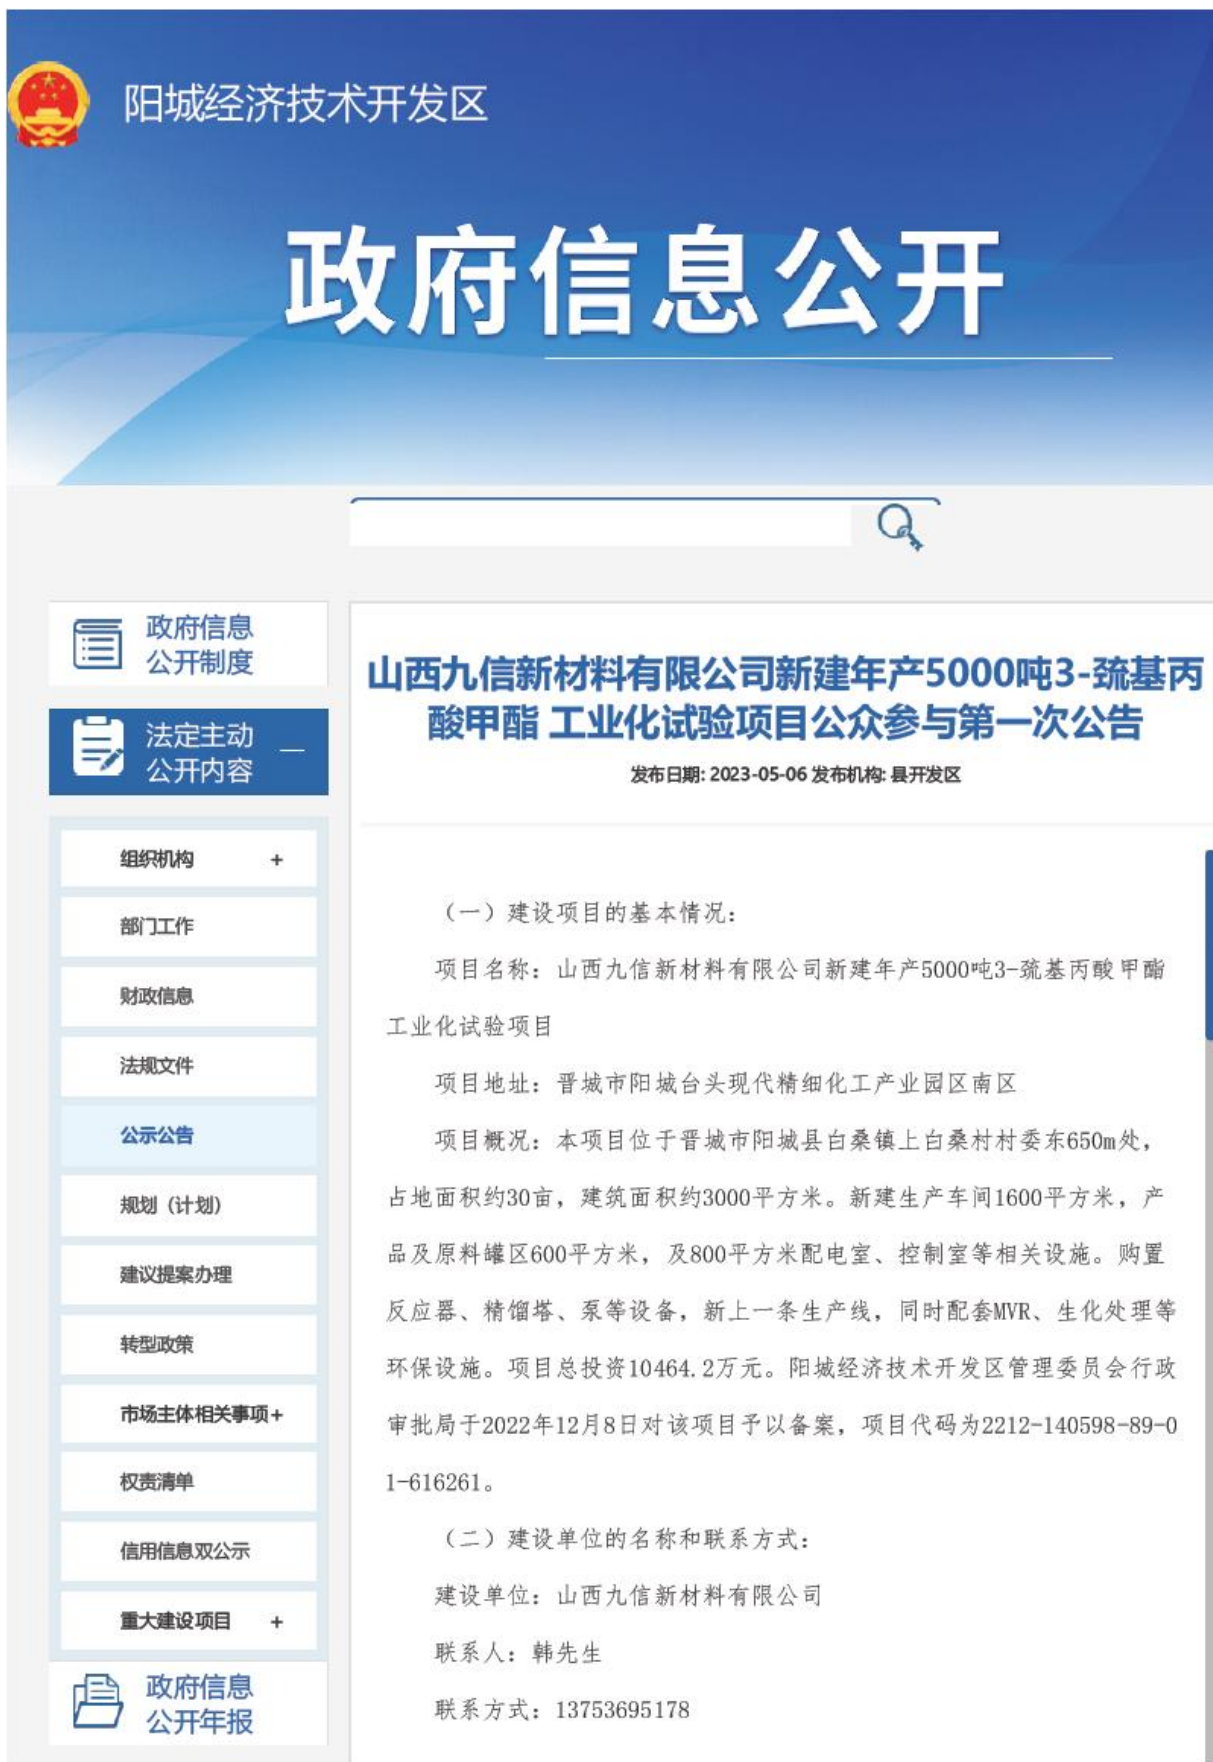 阳城经济技术开发区
政府信息公开
政府信息
公开制度
法定主动
公开内容
组织机构 +
部门工作
财政信息
法规文件
公示公告
规划（计划）
建议提案办理
转型政策
市场主体相关事项+
权责清单
信用信息双公示
重大建设项目 +
政府信息
公开年报
山西九信新材料有限公司新建年产5000吨3-巯基丙
酸甲酯 工业化试验项目公众参与第一次公告
发布日期: 2023-05-06 发布机构: 县开发区
（一）建设项目的基本情况：
项目名称：山西九信新材料有限公司新建年产5000吨3-巯基丙酸甲酯
工业化试验项目
项目地址：晋城市阳城台头现代精细化工产业园区南区
项目概况：本项目位于晋城市阳城县白桑镇上白桑村村委东650m处，
占地面积约30亩，建筑面积约3000平方米。新建生产车间1600平方米，产
品及原料罐区600平方米，及800平方米配电室、控制室等相关设施。购置
反应器、精馏塔、泵等设备，新上一条生产线，同时配套MVR、生化处理等
环保设施。项目总投资10464.2万元。阳城经济技术开发区管理委员会行政
审批局于2022年12月8日对该项目予以备案，项目代码为2212-140598-89-0
1-616261。
（二）建设单位的名称和联系方式：
建设单位：山西九信新材料有限公司
联系人：韩先生
联系方式：13753695178